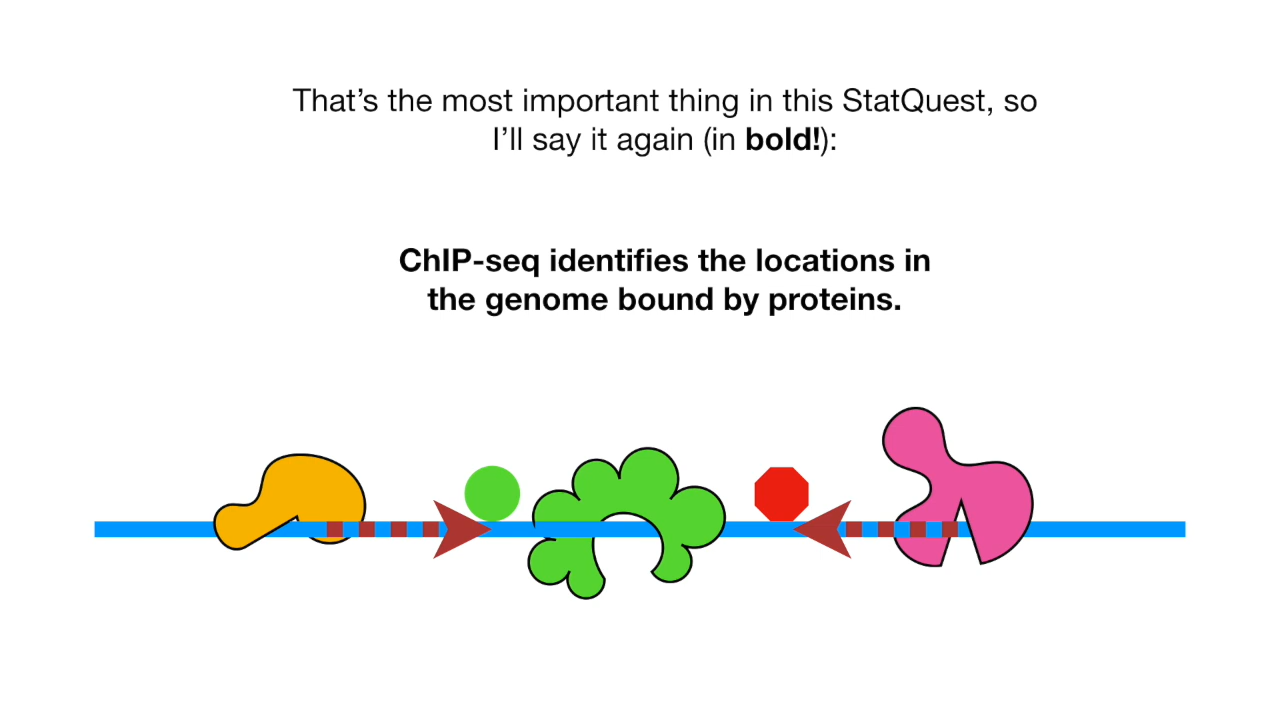 That’s the most important thing in this StatQuest, so
I’ll say it again (in bold!):
ChIP-seq identifies the locations in
the genome bound by proteins.